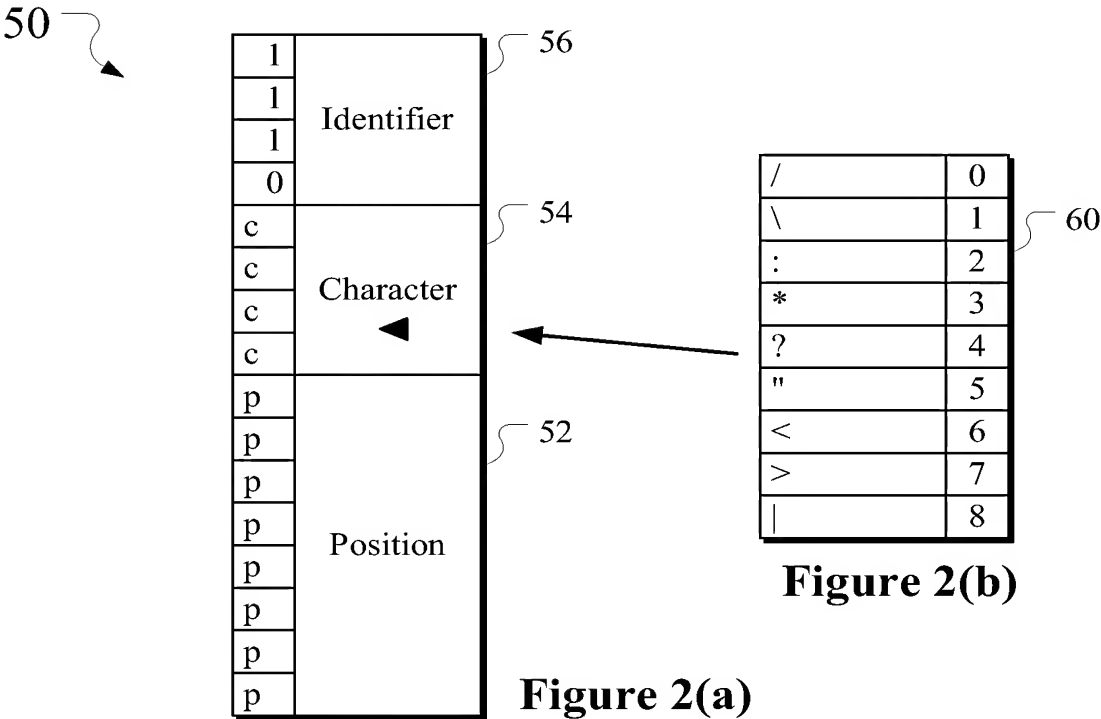 50
56
1
1
1
0
Identifier
54
c
c
c
c
Character
52
p
p
p
p
p
p
p
p
Position
Figure 2(a)
/ 0
\ 1
: 2
* 3
? 4
" 5
< 6
> 7
| 8
60
Figure 2(b)